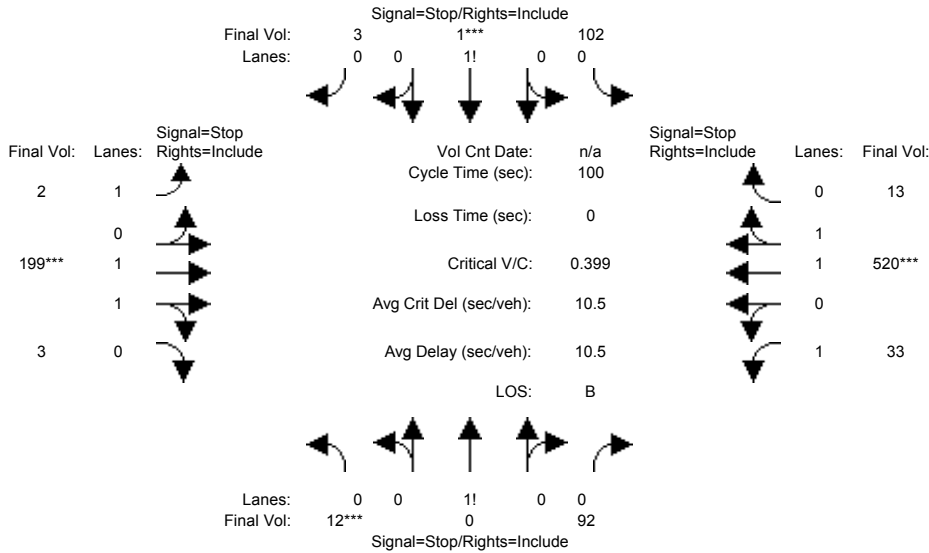 Signal=Stop/Rights=Include
Final Vol: 3 1*** 102
Lanes: 0 0 1! 0 0
Signal=Stop
Final Vol: Lanes: Rights=Include
Vol Cnt Date: n/a
Signal=Stop
Rights=Include Lanes: Final Vol:
Cycle Time (sec): 100
2 1
0 13
Loss Time (sec): 0
0
1
199*** 1
Critical V/C: 0.399
1 520***
1
Avg Crit Del (sec/veh): 10.5
0
3 0
Avg Delay (sec/veh): 10.5
1 33
LOS: B
Lanes: 0 0 1! 0 0
Final Vol: 12*** 0 92
Signal=Stop/Rights=Include